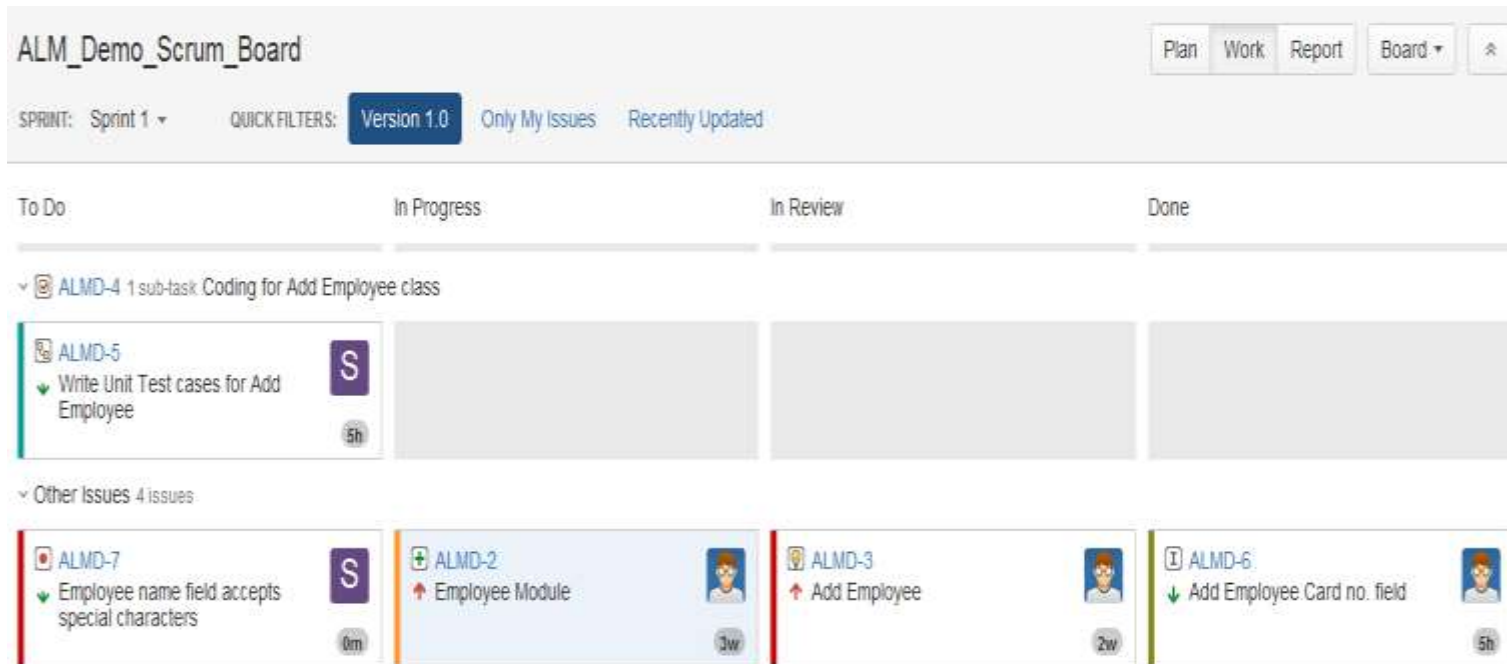 ALM_Demo_Scrum_Board
Plan Work Report Board
SPRINT: Sprint 1 QUICK FILTERS: Version 1.0 Only My Issues Recently Updated
To Do In Progress In Review Done
ALMD-4 1 sub-task Coding for Add Employee class
ALMD-5
S
Write Unit Test cases for Add
Employee
5h
Other Issues 4 issues
ALMD-7
S
Employee name field accepts
special characters
0m
ALMD-2
Employee Module
3w
ALMD-3
Add Employee
2w
I ALMD-6
Add Employee Card no. field
5h